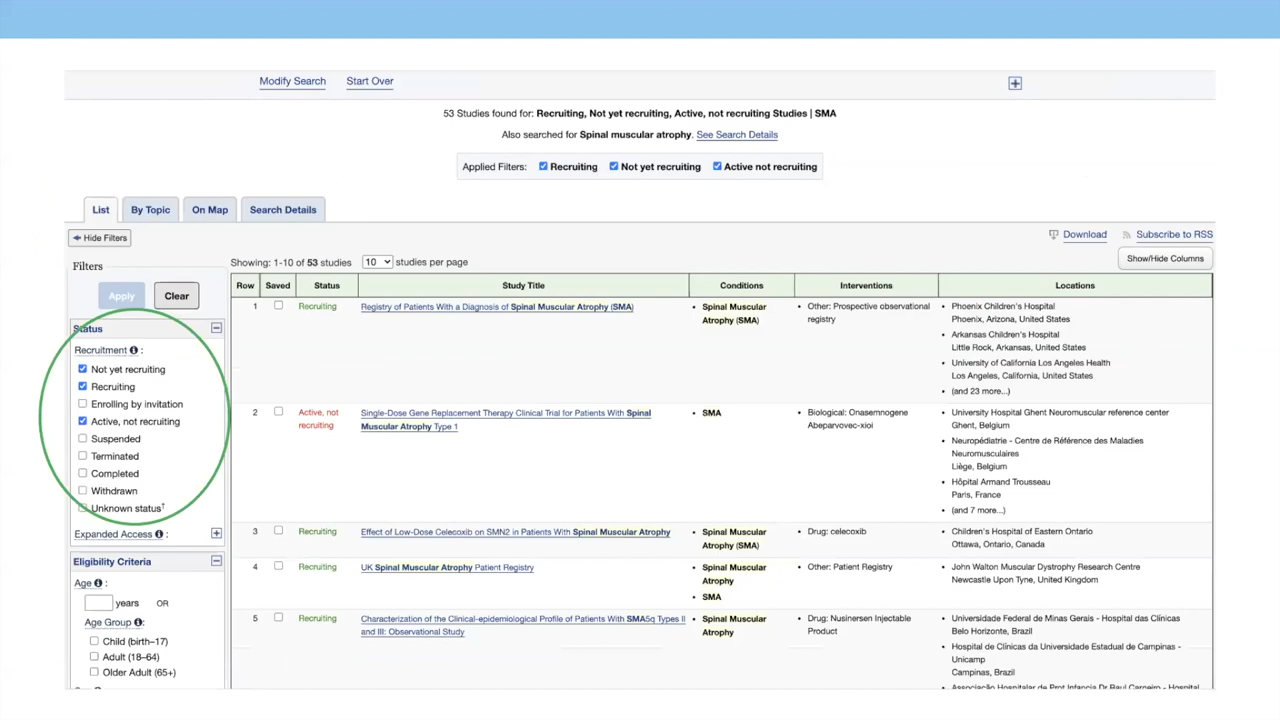 Modify Search Start Over
53 Studies found for: Recruiting, Not yet recruiting, Active, not recruiting Studies | SMA
Also searched for Spinal muscular atrophy. See Search Details
Applied Filters: Recruiting Not yet recruiting Active not recruiting
List By Topic On Map Search Details
Hide Filters
Download Subscribe to RSS
Show/Hide Columns
Showing: 1-10 of 53 studies 10 studies per page
Filters
Apply Clear
Status
Recruitment :
Not yet recruiting
Recruiting
Enrolling by invitation
Active, not recruiting
Suspended
Terminated
Completed
Withdrawn
Unknown status†
Expanded Access :
Eligibility Criteria
Age :
years OR
Age Group :
Child (birth–17)
Adult (18–64)
Older Adult (65+)
Row Saved Status Study Title Conditions Interventions Locations
1 Recruiting Registry of Patients With a Diagnosis of Spinal Muscular Atrophy (SMA)
• Spinal Muscular
Atrophy (SMA)
• Other: Prospective observational
registry
• Phoenix Children's Hospital
Phoenix, Arizona, United States
• Arkansas Children's Hospital
Little Rock, Arkansas, United States
• University of California Los Angeles Health
Los Angeles, California, United States
• (and 23 more...)
2 Active, not
recruiting
Single-Dose Gene Replacement Therapy Clinical Trial for Patients With Spinal
Muscular Atrophy Type 1
• SMA
• Biological: Onasemnogene
Abeparvovec-xioi
• University Hospital Ghent Neuromuscular reference center
Ghent, Belgium
• Neuropédiatrie - Centre de Référence des Maladies
Neuromusculaires
Liège, Belgium
• Hôpital Armand Trousseau
Paris, France
• (and 7 more...)
3 Recruiting Effect of Low-Dose Celecoxib on SMN2 in Patients With Spinal Muscular Atrophy
• Spinal Muscular
Atrophy (SMA)
• Drug: celecoxib
• Children's Hospital of Eastern Ontario
Ottawa, Ontario, Canada
4 Recruiting UK Spinal Muscular Atrophy Patient Registry
• Spinal Muscular
Atrophy
• SMA
• Other: Patient Registry
• John Walton Muscular Dystrophy Research Centre
Newcastle Upon Tyne, United Kingdom
5 Recruiting Characterization of the Clinical-epidemiological Profile of Patients With SMA5q Types II
and III: Observational Study
• Spinal Muscular
Atrophy
• Drug: Nusinersen Injectable
Product
• Universidade Federal de Minas Gerais - Hospital das Clínicas
Belo Horizonte, Brazil
• Hospital de Clínicas da Universidade Estadual de Campinas -
Unicamp
Campinas, Brazil
• Associação Hospitalar de Prot Infancia Dr Raul Carneiro - Hospital